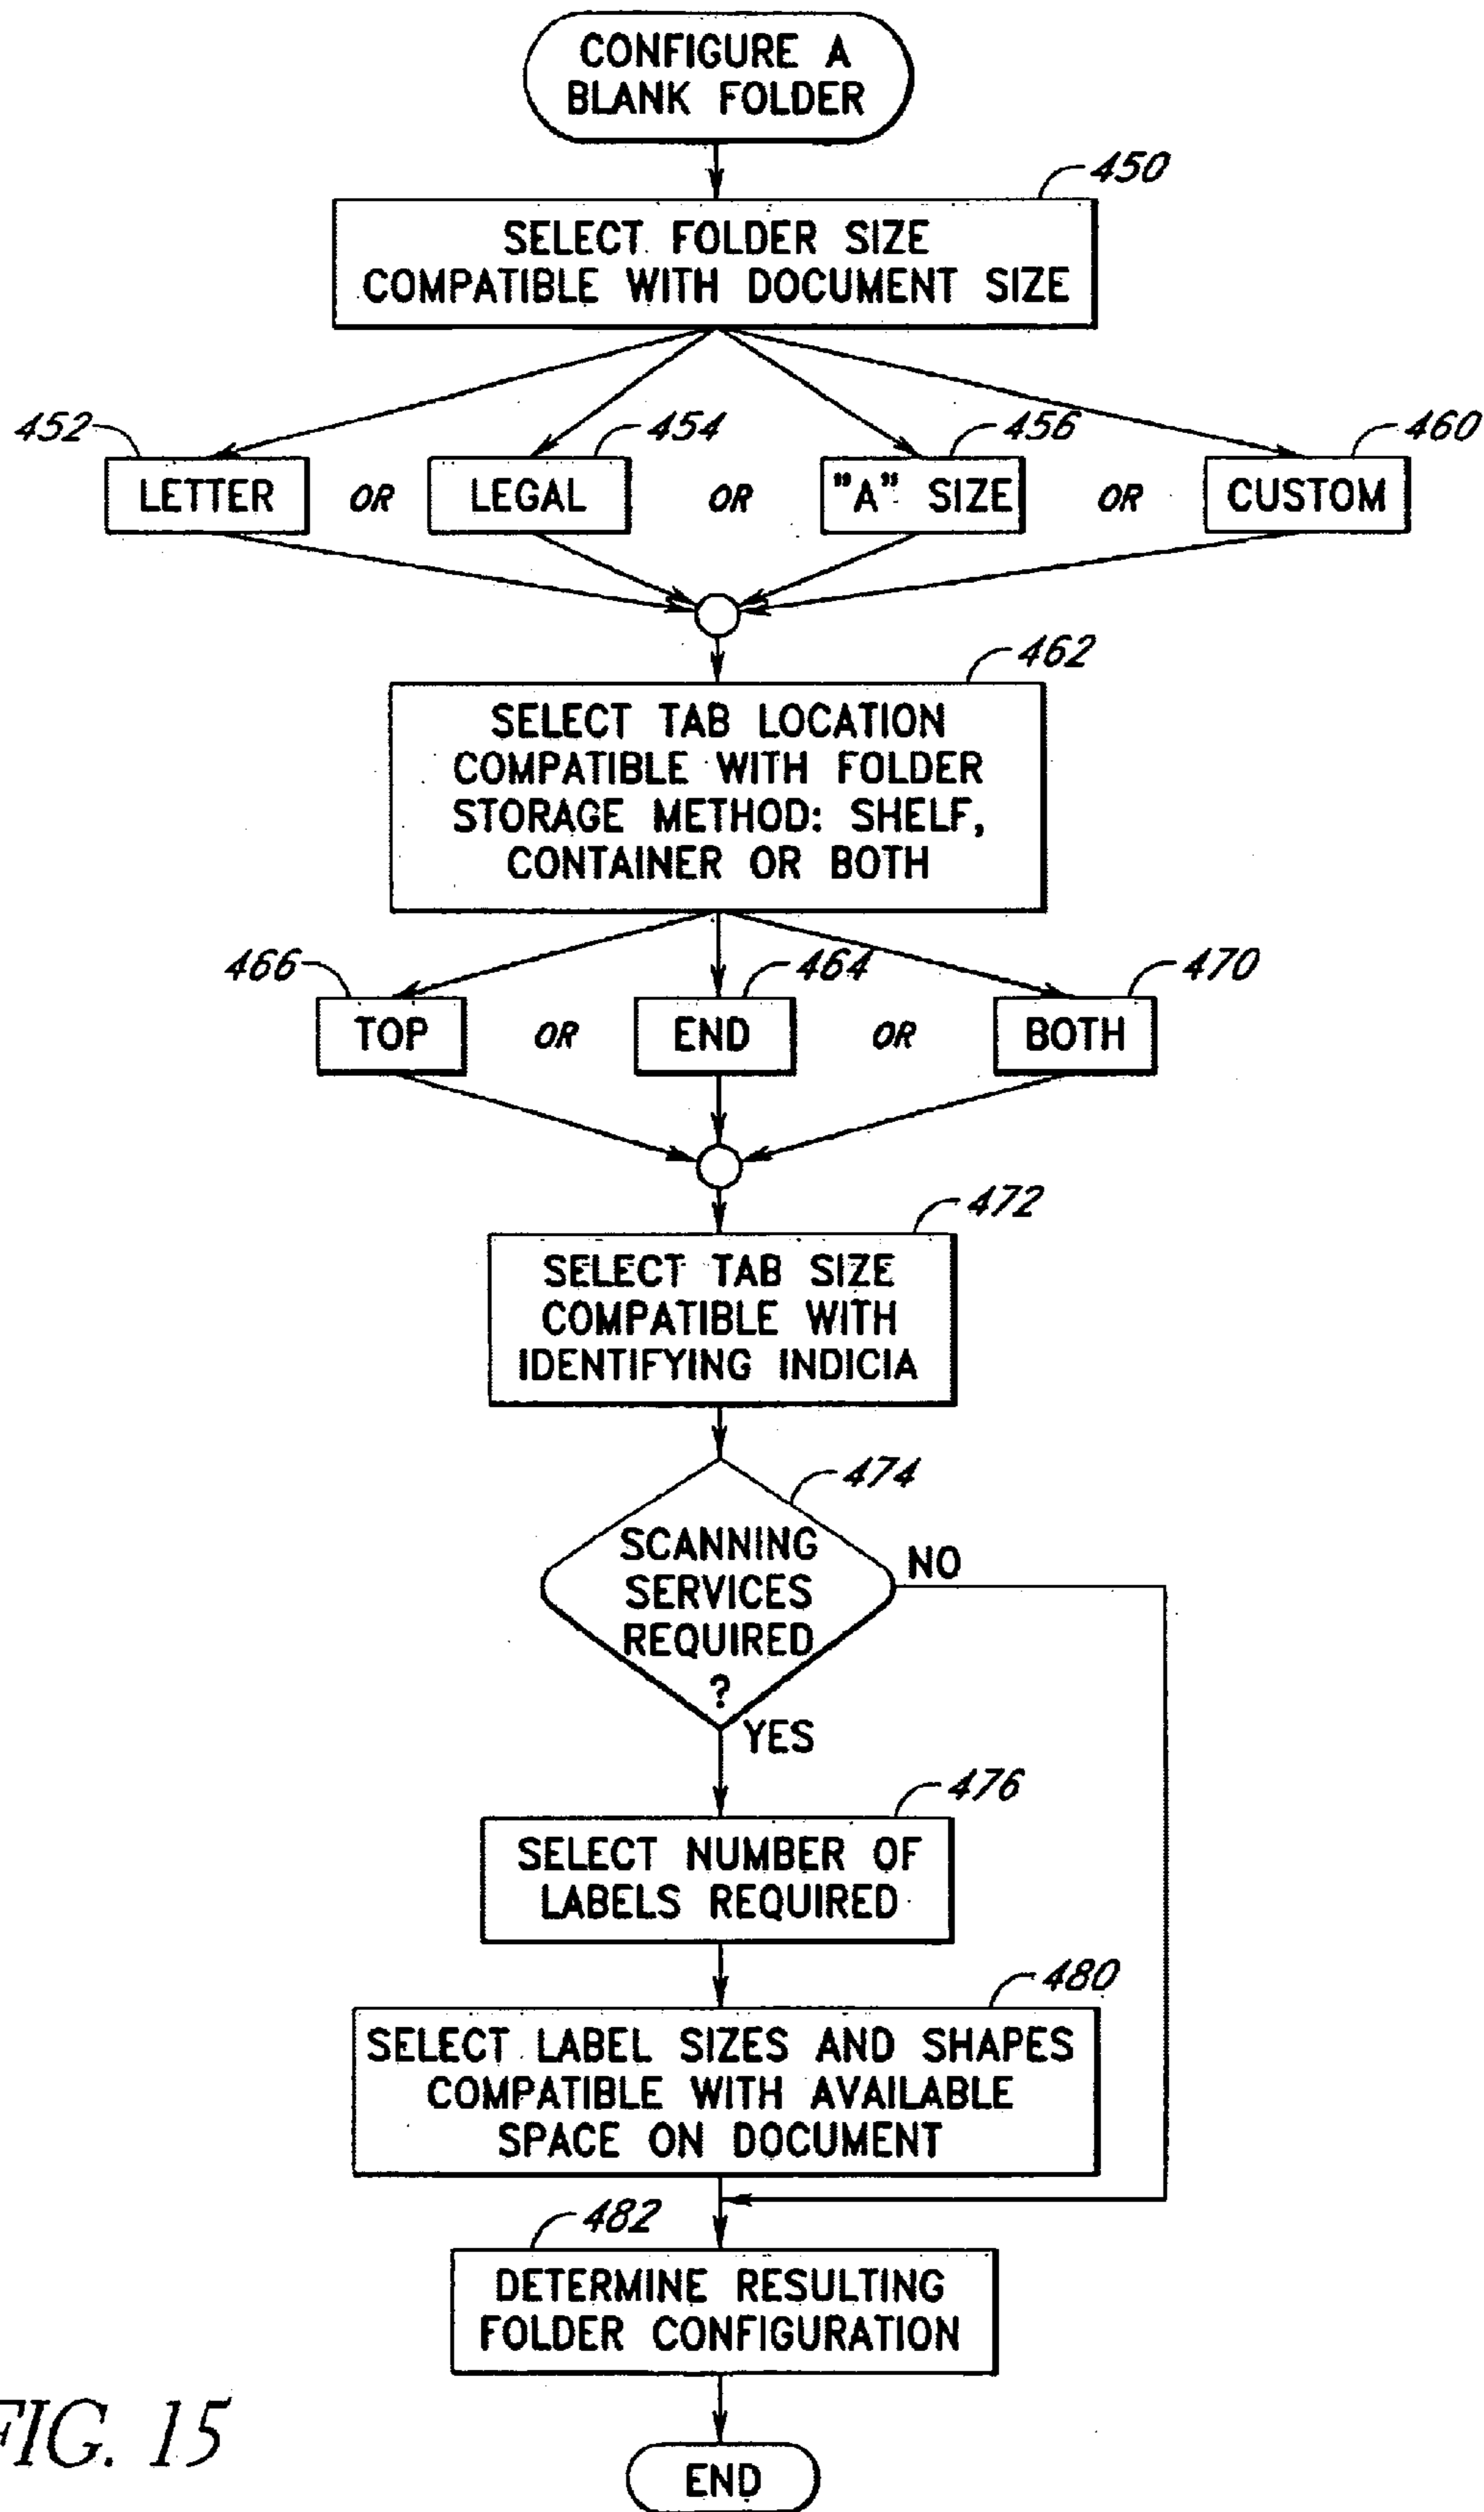 CONFIGURE A
BLANK FOLDER
450
SELECT FOLDER SIZE
COMPATIBLE WITH DOCUMENT SIZE
452 454 456 460
LETTER OR LEGAL OR "A" SIZE OR CUSTOM
462
SELECT TAB LOCATION
COMPATIBLE WITH FOLDER
STORAGE METHOD: SHELF,
CONTAINER OR BOTH
466 464 470
TOP OR END OR BOTH
472
SELECT TAB SIZE
COMPATIBLE WITH
IDENTIFYING INDICIA
474
SCANNING
SERVICES
REQUIRED
?
NO
YES
476
SELECT NUMBER OF
LABELS REQUIRED
480
SELECT LABEL SIZES AND SHAPES
COMPATIBLE WITH AVAILABLE
SPACE ON DOCUMENT
482
DETERMINE RESULTING
FOLDER CONFIGURATION
END
FIG. 15